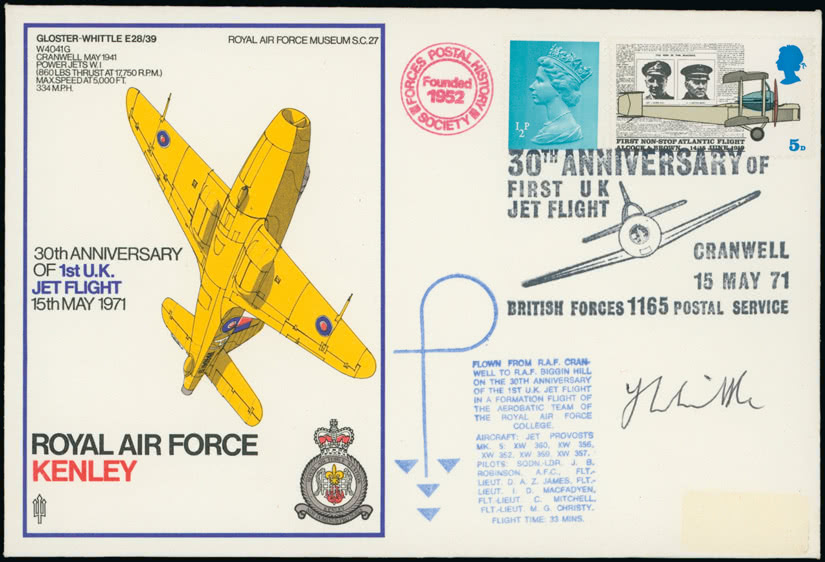 GLOSTER-WHITTLE E28/39
W4041G
CRANWELL MAY 1941
POWER JETS W.1
(860 LBS THRUST AT 17,750 R.P.M.)
MAX.SPEED AT 5,000 FT.
334 M.P.H.
ROYAL AIR FORCE MUSEUM S.C.27
30th ANNIVERSARY
OF 1st U.K.
JET FLIGHT
15th MAY 1971
ROYAL AIR FORCE
KENLEY
FORCES POSTAL HISTORY
SOCIETY
Founded
1952
½P
5D
FIRST NON-STOP ATLANTIC FLIGHT
ALCOCK & BROWN 14-15 JUNE 1919
30TH ANNIVERSARY OF
FIRST U K
JET FLIGHT
CRANWELL
15 MAY 71
BRITISH FORCES 1165 POSTAL SERVICE
FLOWN FROM R.A.F. CRAN-
WELL TO R.A.F. BIGGIN HILL
ON THE 30TH ANNIVERSARY
OF THE 1ST U.K. JET FLIGHT
IN A FORMATION FLIGHT OF
THE AEROBATIC TEAM OF
THE ROYAL AIR FORCE
COLLEGE.
AIRCRAFT: JET PROVOSTS
MK. 5: XW 360, XW 356,
XW 352, XW 359, XW 357.
PILOTS: SQDN.-LDR. J. B.
ROBINSON, A.F.C., FLT.-
LIEUT. D. A. Z. JAMES, FLT.-
LIEUT. I. D. MACFADYEN,
FLT.-LIEUT. C. MITCHELL,
FLT.-LIEUT. M. G. CHRISTY.
FLIGHT TIME: 33 MINS.